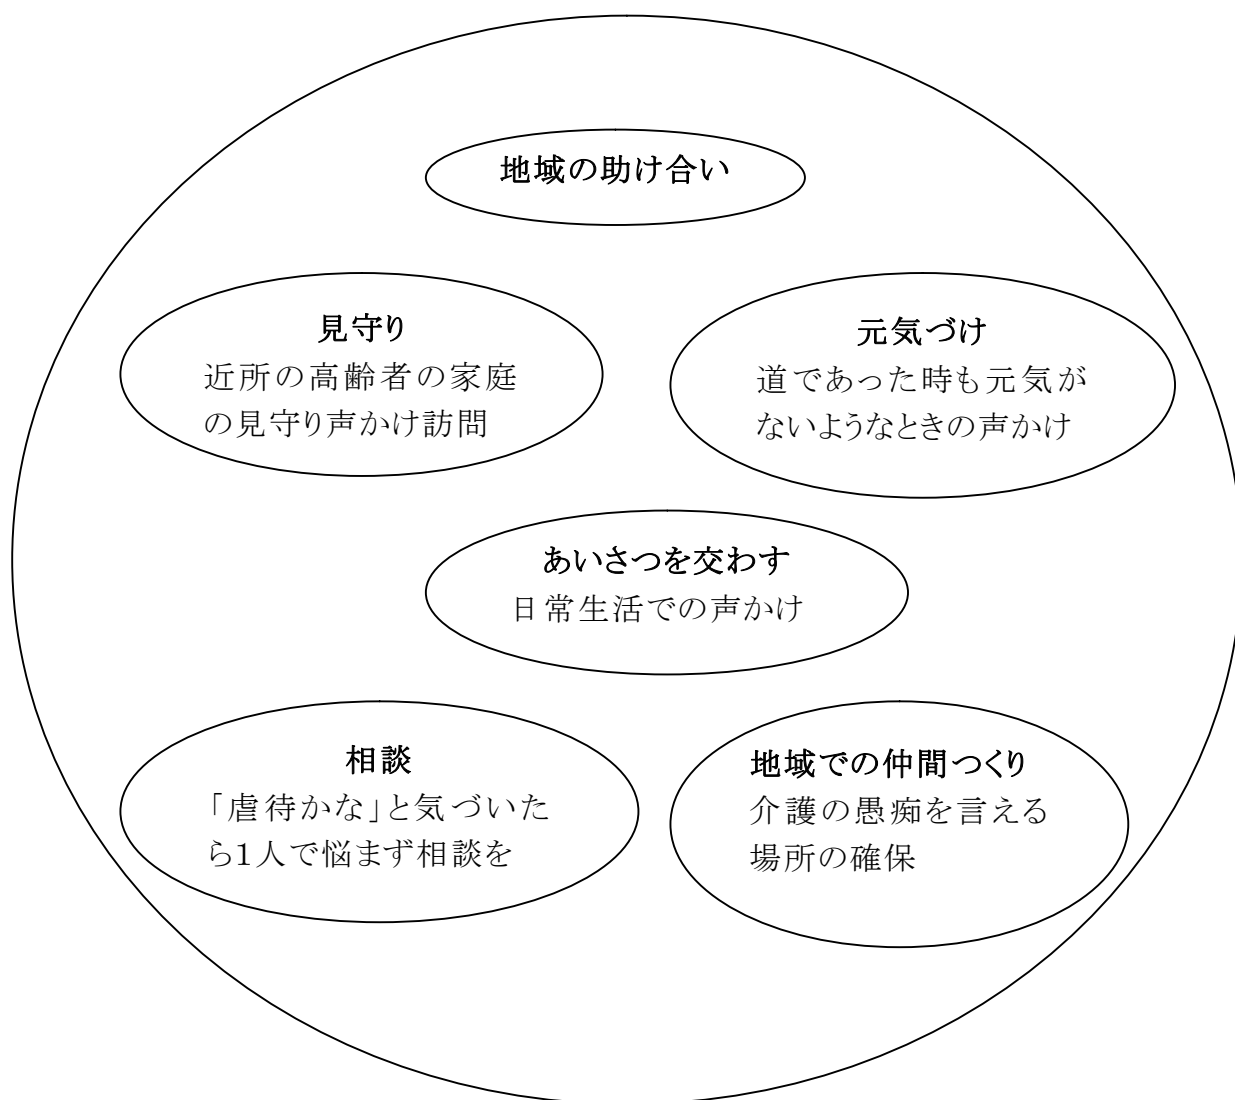 地域の助け合い
見守り
近所の高齢者の家庭
の見守り声かけ訪問
元気づけ
道であった時も元気が
ないようなときの声かけ
あいさつを交わす
日常生活での声かけ
相談
「虐待かな」と気づいた
ら1人で悩まず相談を
地域での仲間つくり
介護の愚痴を言える
場所の確保